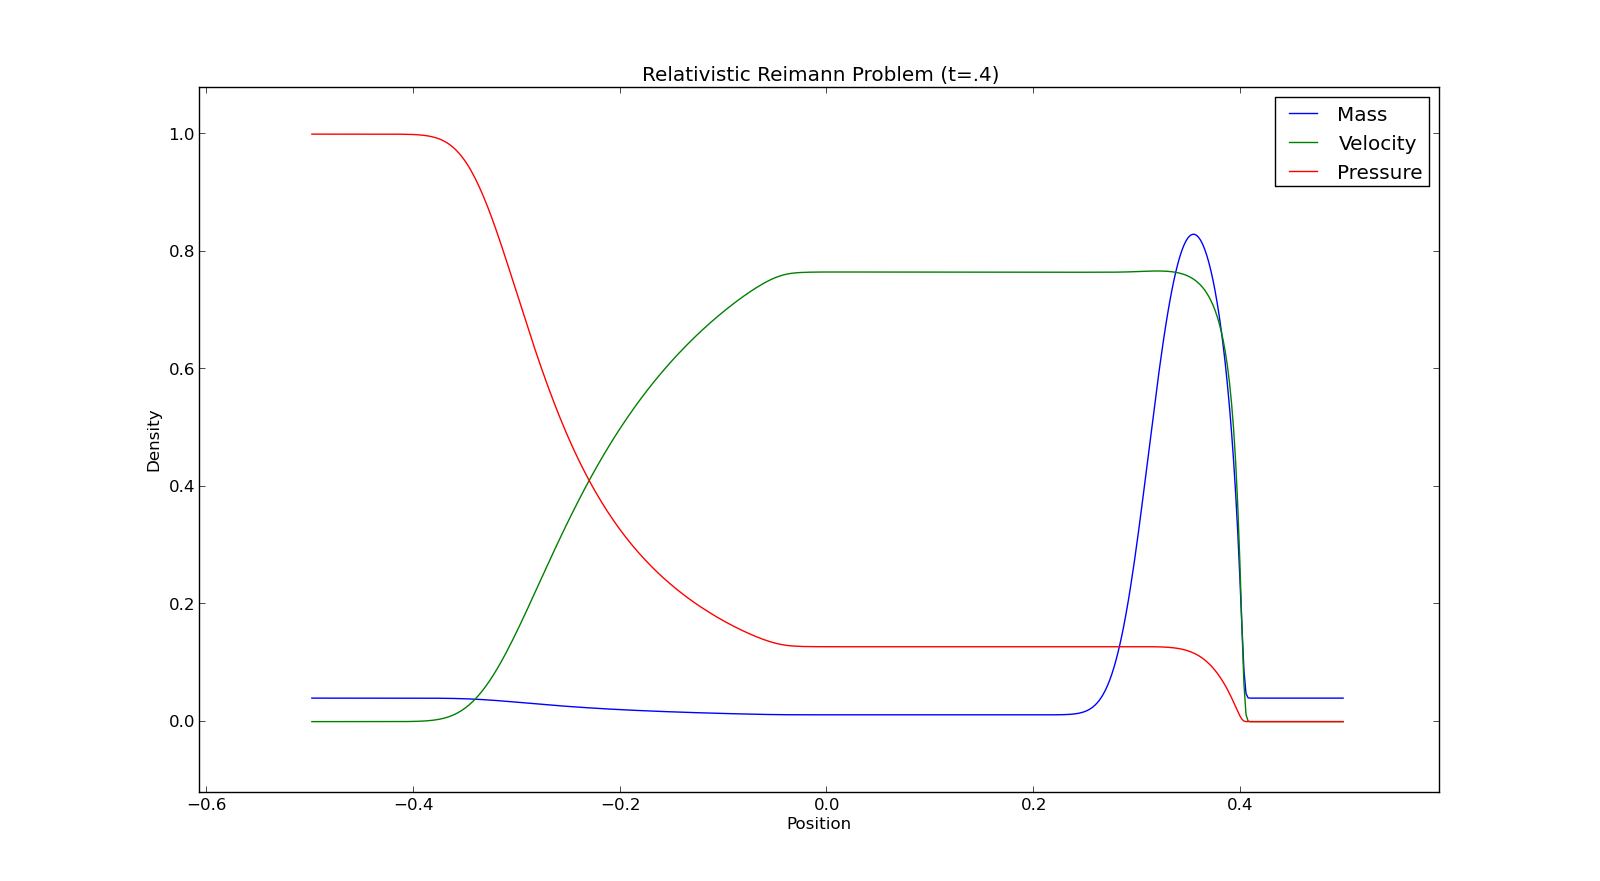 Relativistic Reimann Problem (t=.4)
Mass
Velocity
Pressure
1.0
0.8
0.6
0.4
0.2
0.0
Density
−0.6
−0.4
−0.2
0.0
0.2
0.4
Position